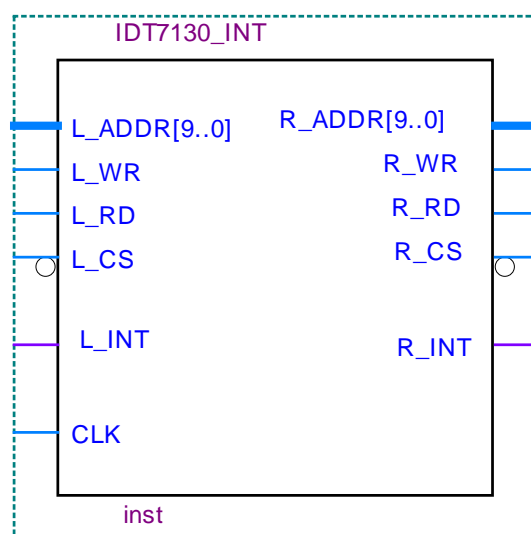 IDT7130_INT
L_ADDR[9..0] R_ADDR[9..0]
L_WR R_WR
L_RD R_RD
L_CS R_CS
L_INT R_INT
CLK
inst